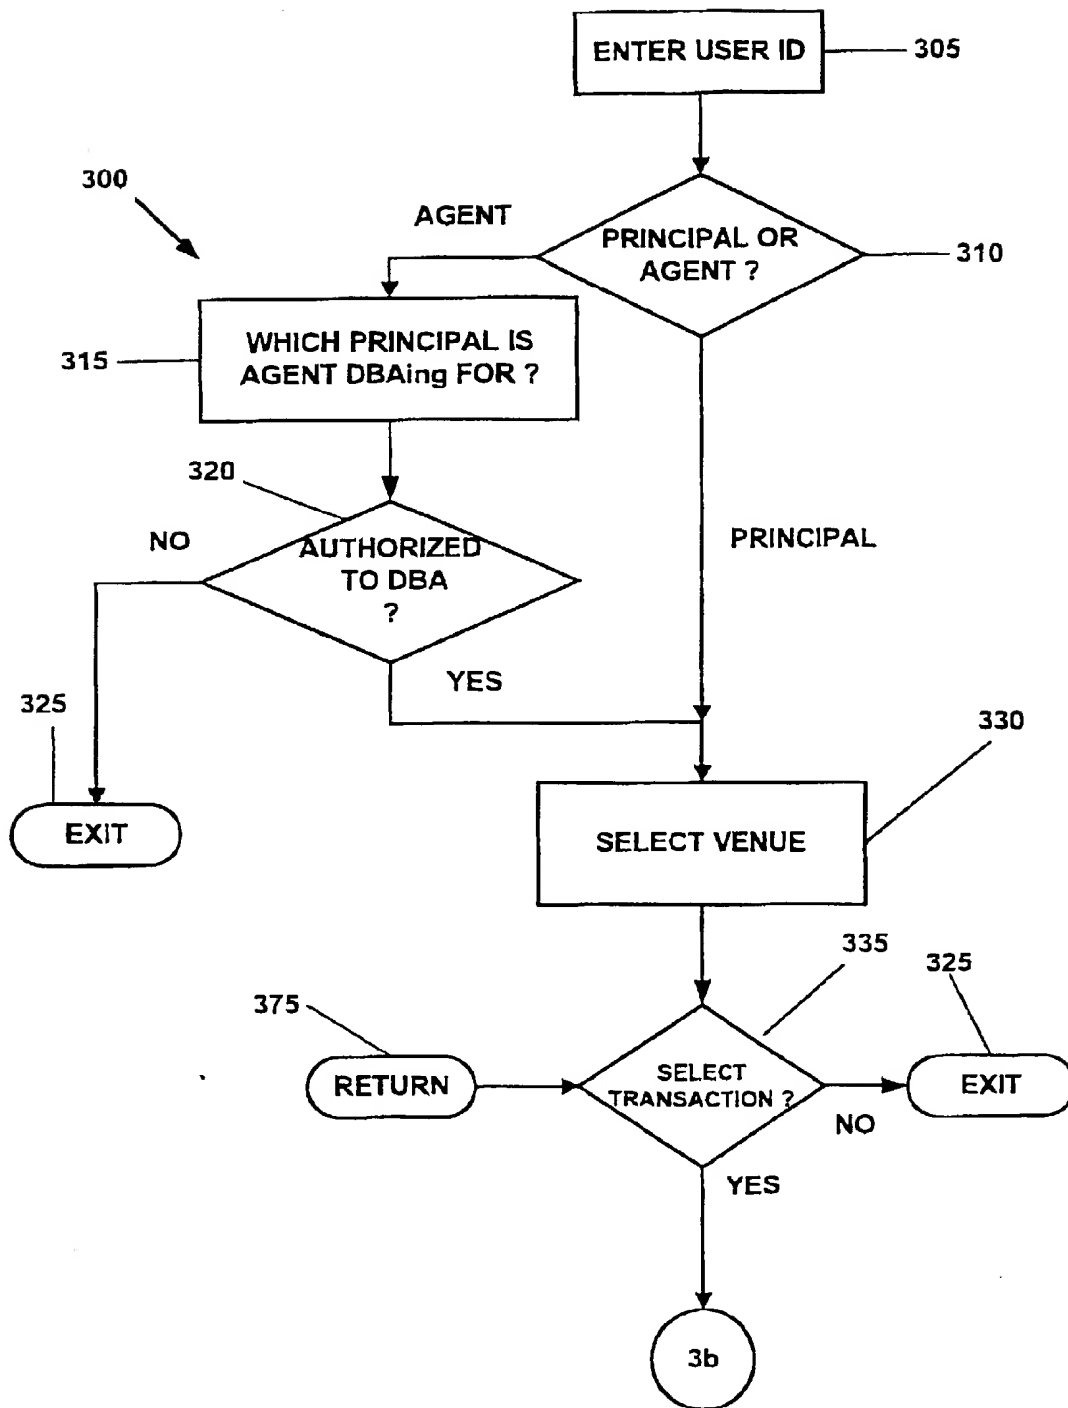 ENTER USER ID
305
300
AGENT
PRINCIPAL OR
AGENT ?
310
315
WHICH PRINCIPAL IS
AGENT DBAing FOR ?
320
NO
AUTHORIZED
TO DBA
?
PRINCIPAL
YES
325
330
EXIT
SELECT VENUE
335
325
375
RETURN
SELECT
TRANSACTION ?
EXIT
NO
YES
3b